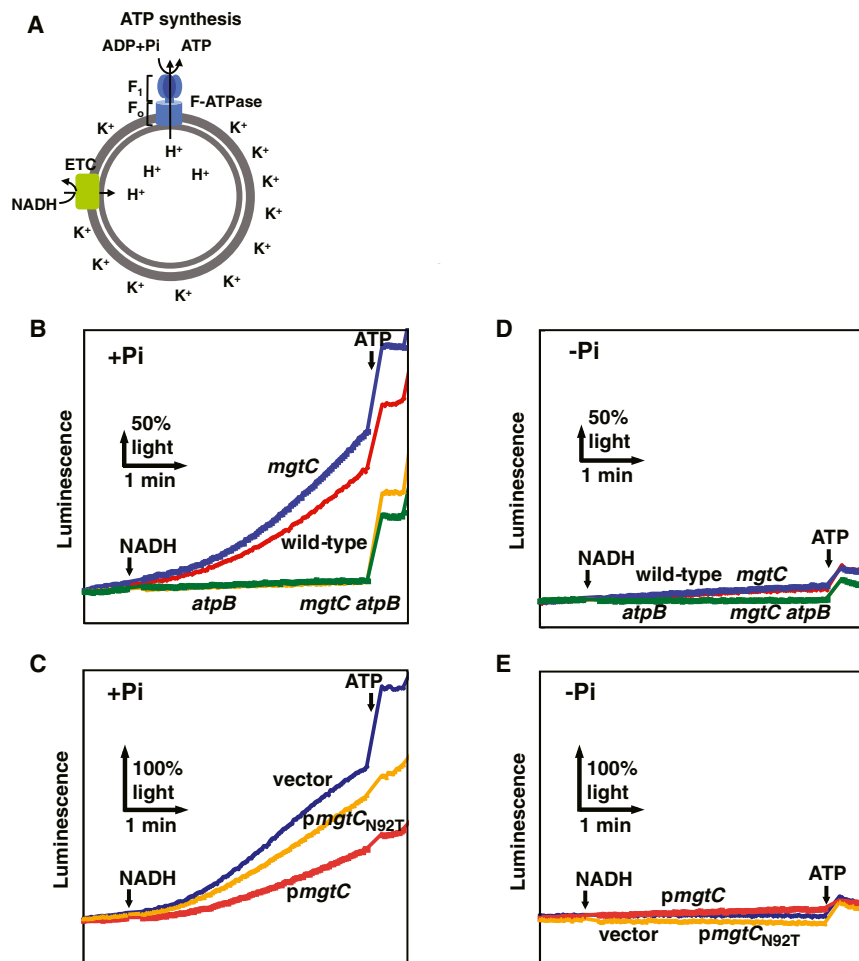 A
ATP synthesis
ADP+Pi ATP
F1
Fo
F-ATPase
K+ K+
K+
H+
K+
ETC
H+ H+
K+
H+
NADH
K+
K+
K+
K+
K+
K+
K+
K+
B
+Pi
ATP
50%
light
1 min
mgtC
NADH
wild-type
atpB
mgtC atpB
Luminescence
D
-Pi
50%
light
1 min
NADH
ATP
wild-type
mgtC
atpB
mgtC atpB
Luminescence
C
+Pi
ATP
100%
light
1 min
vector
pmgtCN92T
NADH
pmgtC
Luminescence
E
-Pi
100%
light
1 min
NADH
ATP
pmgtC
vector
pmgtCN92T
Luminescence